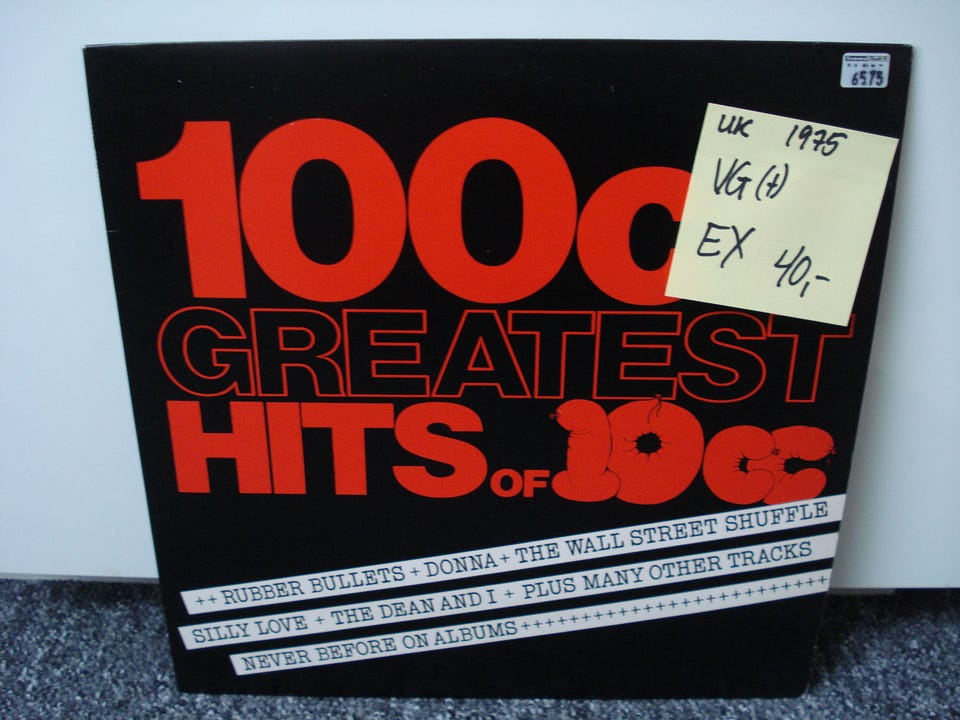 6575
UK 1975
VG (+)
EX 40,-
100c
GREATEST
HITS OF 10cc
++ RUBBER BULLETS + DONNA + THE WALL STREET SHUFFLE
SILLY LOVE + THE DEAN AND I + PLUS MANY OTHER TRACKS
NEVER BEFORE ON ALBUMS +++++++++++++++++++++++